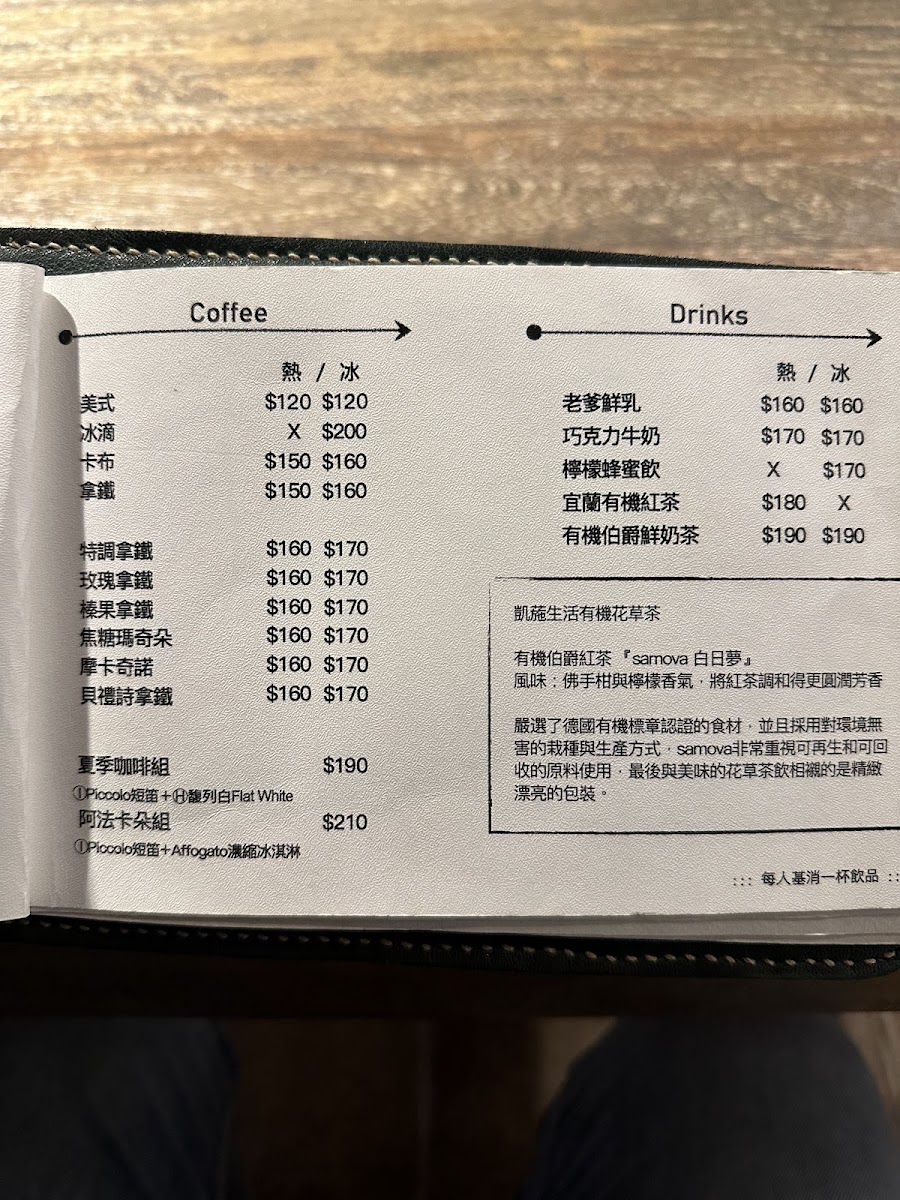 Coffee
熱 / 冰
美式 $120 $120
冰滴 X $200
卡布 $150 $160
拿鐵 $150 $160
特調拿鐵 $160 $170
玫瑰拿鐵 $160 $170
榛果拿鐵 $160 $170
焦糖瑪奇朵 $160 $170
摩卡奇諾 $160 $170
貝禮詩拿鐵 $160 $170
夏季咖啡組 $190
ⒾPiccolo短笛+Ⓗ馥列白Flat White
阿法卡朵組 $210
ⒾPiccolo短笛+Affogato濃縮冰淇淋
Drinks
熱 / 冰
老爹鮮乳 $160 $160
巧克力牛奶 $170 $170
檸檬蜂蜜飲 X $170
宜蘭有機紅茶 $180 X
有機伯爵鮮奶茶 $190 $190
凱葹生活有機花草茶
有機伯爵紅茶『samova 白日夢』
風味：佛手柑與檸檬香氣，將紅茶調和得更圓潤芳香
嚴選了德國有機標章認證的食材，並且採用對環境無
害的栽種與生產方式，samova非常重視可再生和可回
收的原料使用，最後與美味的花草茶飲相襯的是精緻
漂亮的包裝。
::: 每人基消一杯飲品 ::